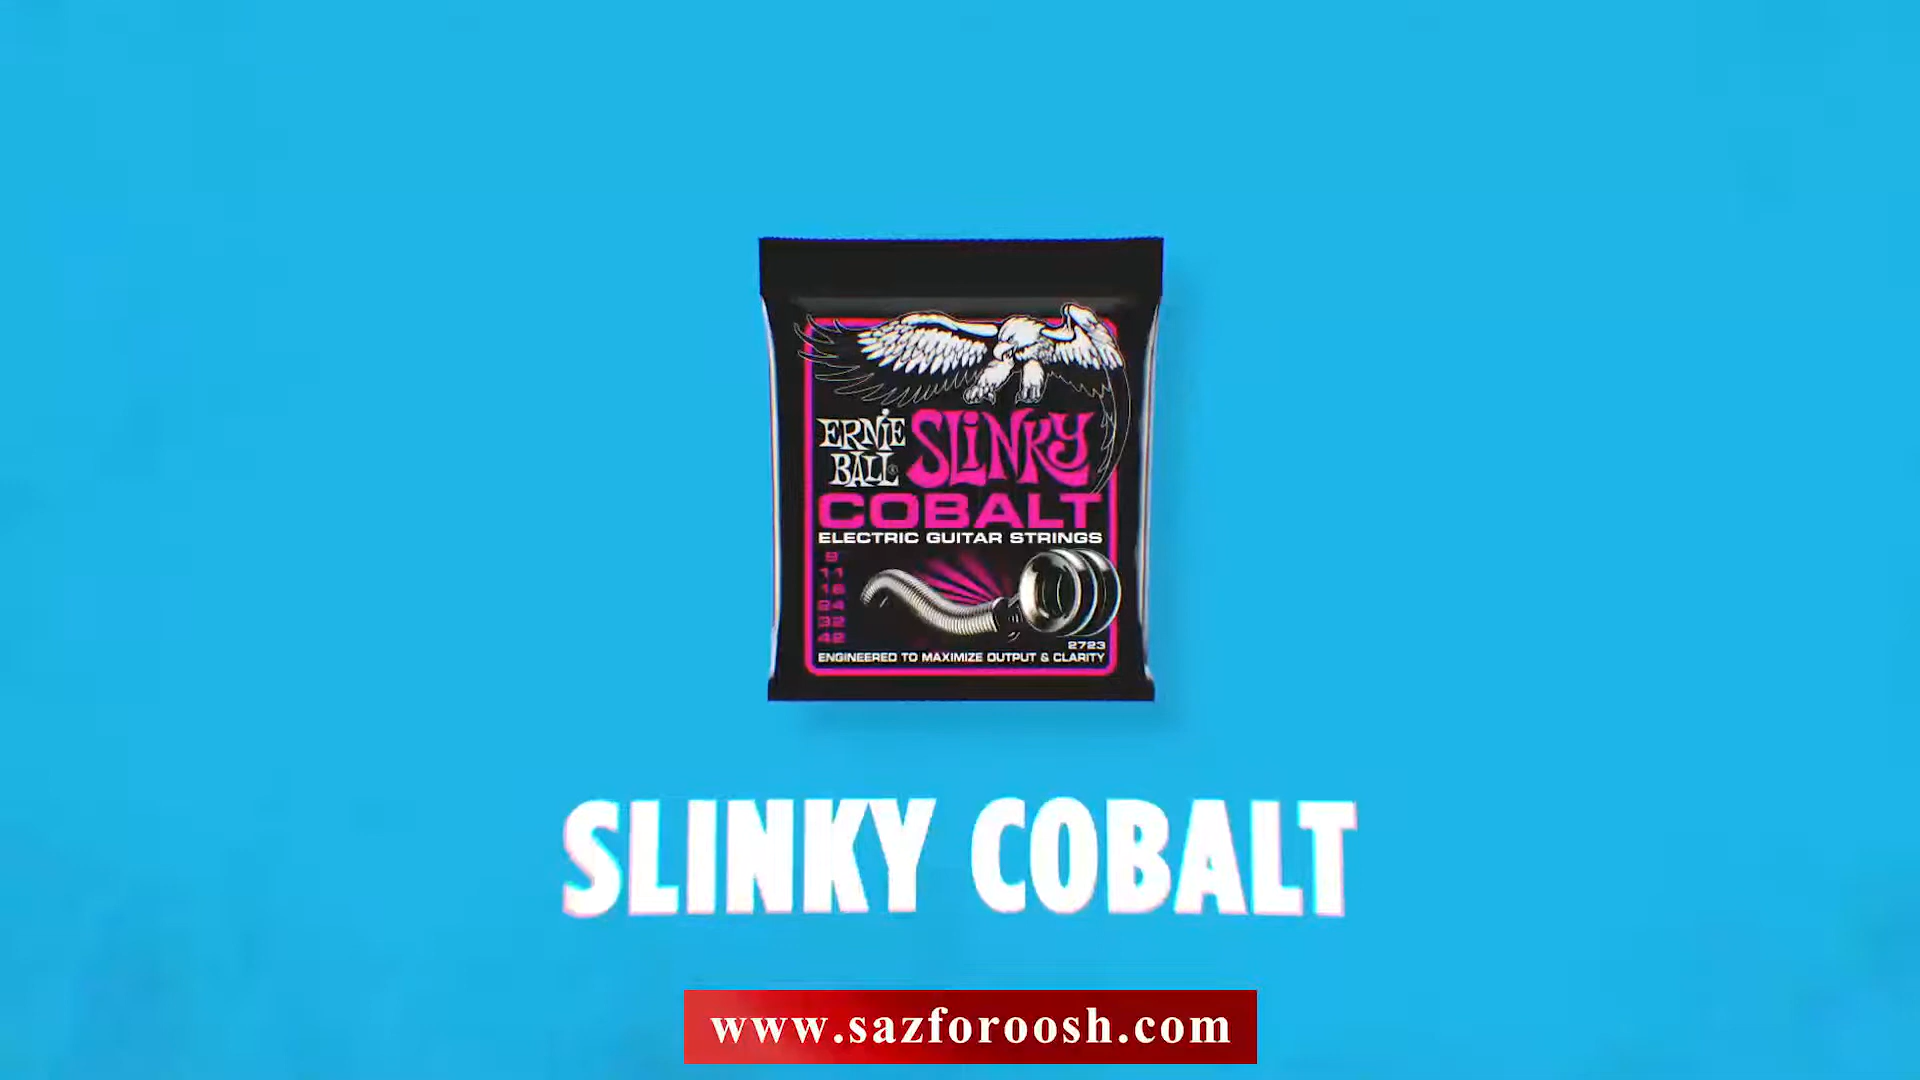 ERNIE BALL® SLINKY
COBALT
ELECTRIC GUITAR STRINGS
9
11
16
24
32
42
2723
ENGINEERED TO MAXIMIZE OUTPUT & CLARITY
SLINKY COBALT
www.sazforoosh.com